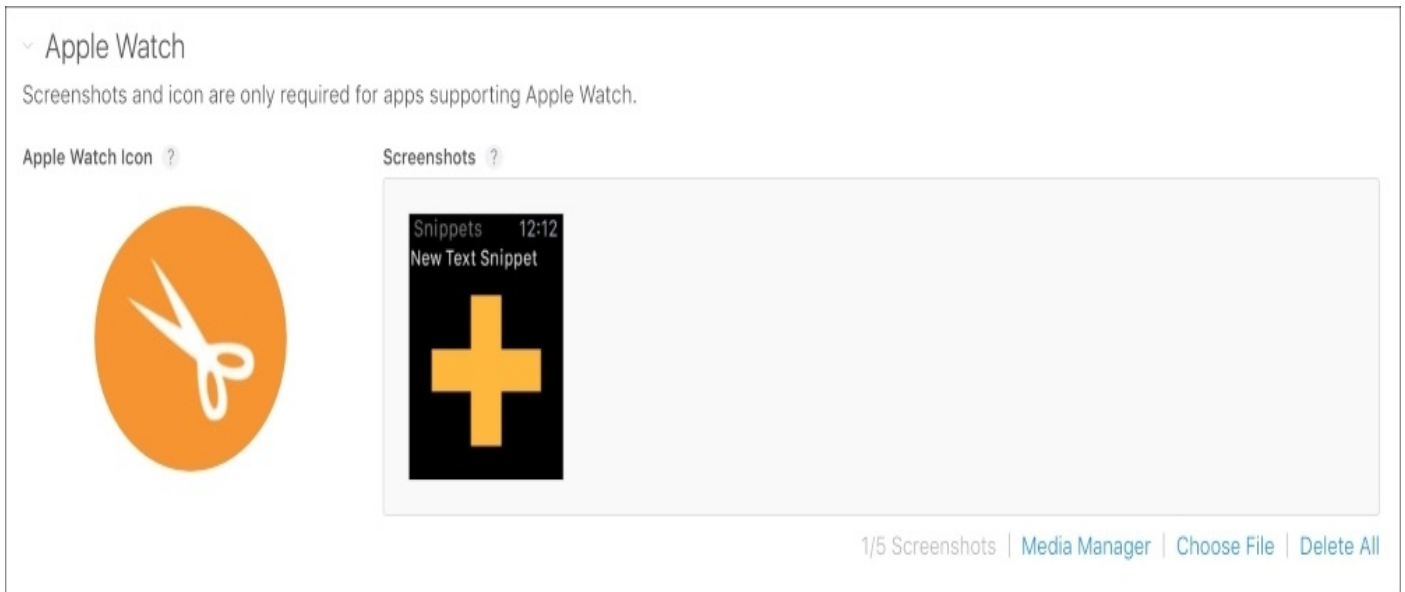 Apple Watch
Screenshots and icon are only required for apps supporting Apple Watch.
Apple Watch Icon ?
Screenshots ?
Snippets 12:12
New Text Snippet
1/5 Screenshots | Media Manager | Choose File | Delete All